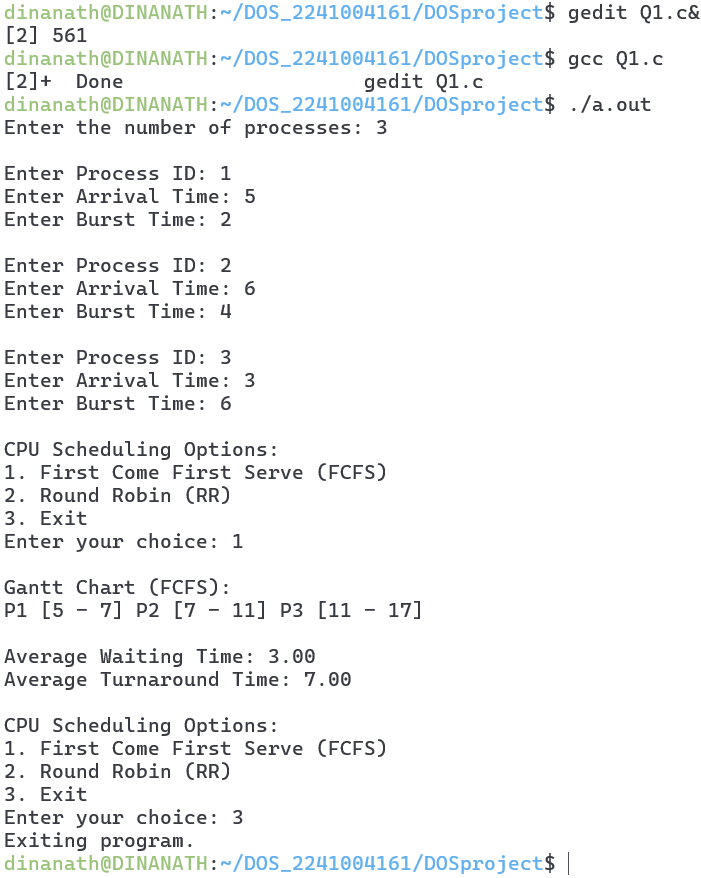 dinanath@DINANATH:~/DOS_2241004161/DOSproject$ gedit Q1.c&
[2] 561
dinanath@DINANATH:~/DOS_2241004161/DOSproject$ gcc Q1.c
[2]+  Done                    gedit Q1.c
dinanath@DINANATH:~/DOS_2241004161/DOSproject$ ./a.out
Enter the number of processes: 3

Enter Process ID: 1
Enter Arrival Time: 5
Enter Burst Time: 2

Enter Process ID: 2
Enter Arrival Time: 6
Enter Burst Time: 4

Enter Process ID: 3
Enter Arrival Time: 3
Enter Burst Time: 6

CPU Scheduling Options:
1. First Come First Serve (FCFS)
2. Round Robin (RR)
3. Exit
Enter your choice: 1

Gantt Chart (FCFS):
P1 [5 - 7] P2 [7 - 11] P3 [11 - 17]

Average Waiting Time: 3.00
Average Turnaround Time: 7.00

CPU Scheduling Options:
1. First Come First Serve (FCFS)
2. Round Robin (RR)
3. Exit
Enter your choice: 3
Exiting program.
dinanath@DINANATH:~/DOS_2241004161/DOSproject$